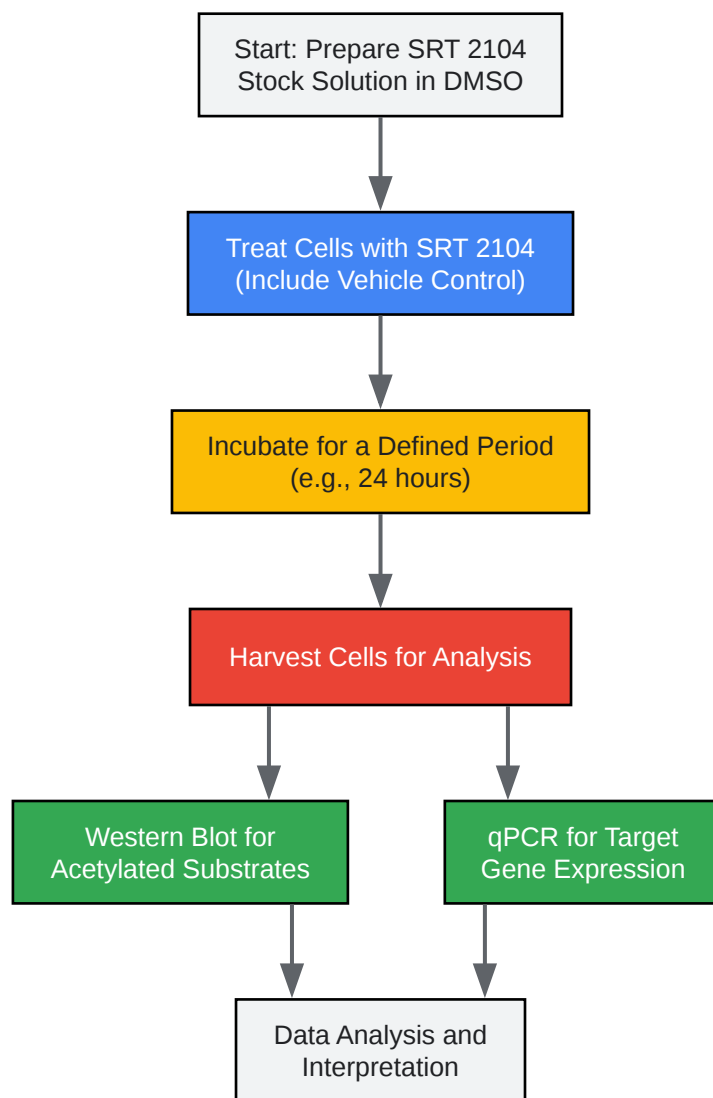 Start: Prepare SRT 2104
Stock Solution in DMSO
Treat Cells with SRT 2104
(Include Vehicle Control)
Incubate for a Defined Period
(e.g., 24 hours)
Harvest Cells for Analysis
Western Blot for
Acetylated Substrates
qPCR for Target
Gene Expression
Data Analysis and
Interpretation